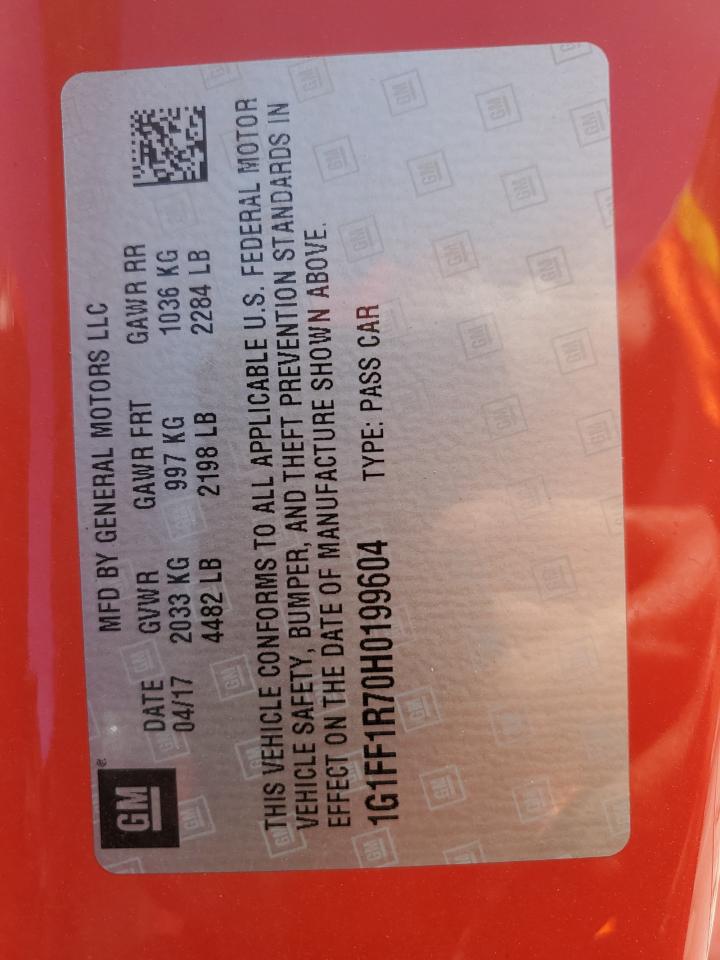 GM®
MFD BY GENERAL MOTORS LLC
DATE GVWR GAWR FRT GAWR RR
04/17 2033 KG 997 KG 1036 KG
4482 LB 2198 LB 2284 LB
THIS VEHICLE CONFORMS TO ALL APPLICABLE U.S. FEDERAL MOTOR
VEHICLE SAFETY, BUMPER, AND THEFT PREVENTION STANDARDS IN
EFFECT ON THE DATE OF MANUFACTURE SHOWN ABOVE.
1G1FF1R70H0199604 TYPE: PASS CAR